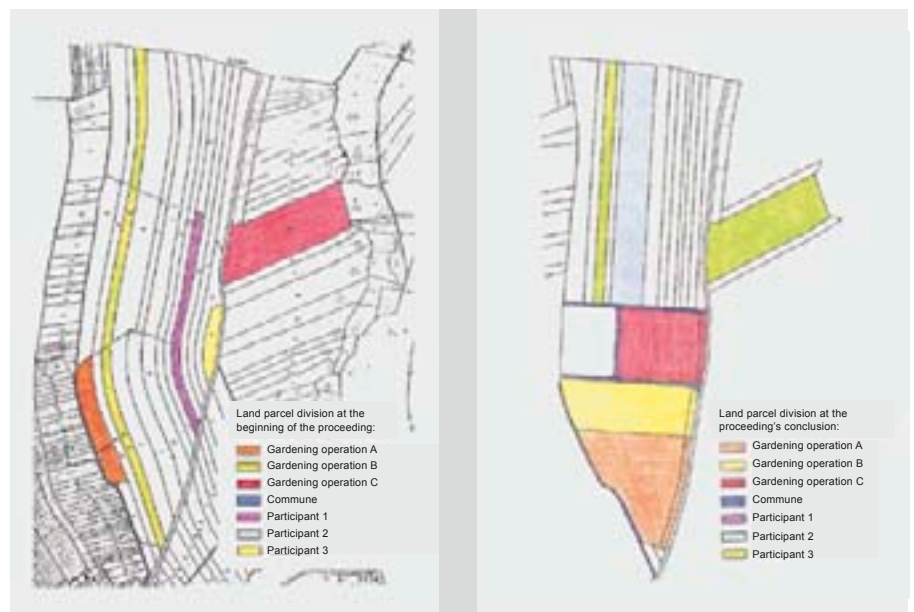 Land parcel division at the
beginning of the proceeding:
Gardening operation A
Gardening operation B
Gardening operation C
Commune
Participant 1
Participant 2
Participant 3
Land parcel division at the
proceeding's conclusion:
Gardening operation A
Gardening operation B
Gardening operation C
Commune
Participant 1
Participant 2
Participant 3